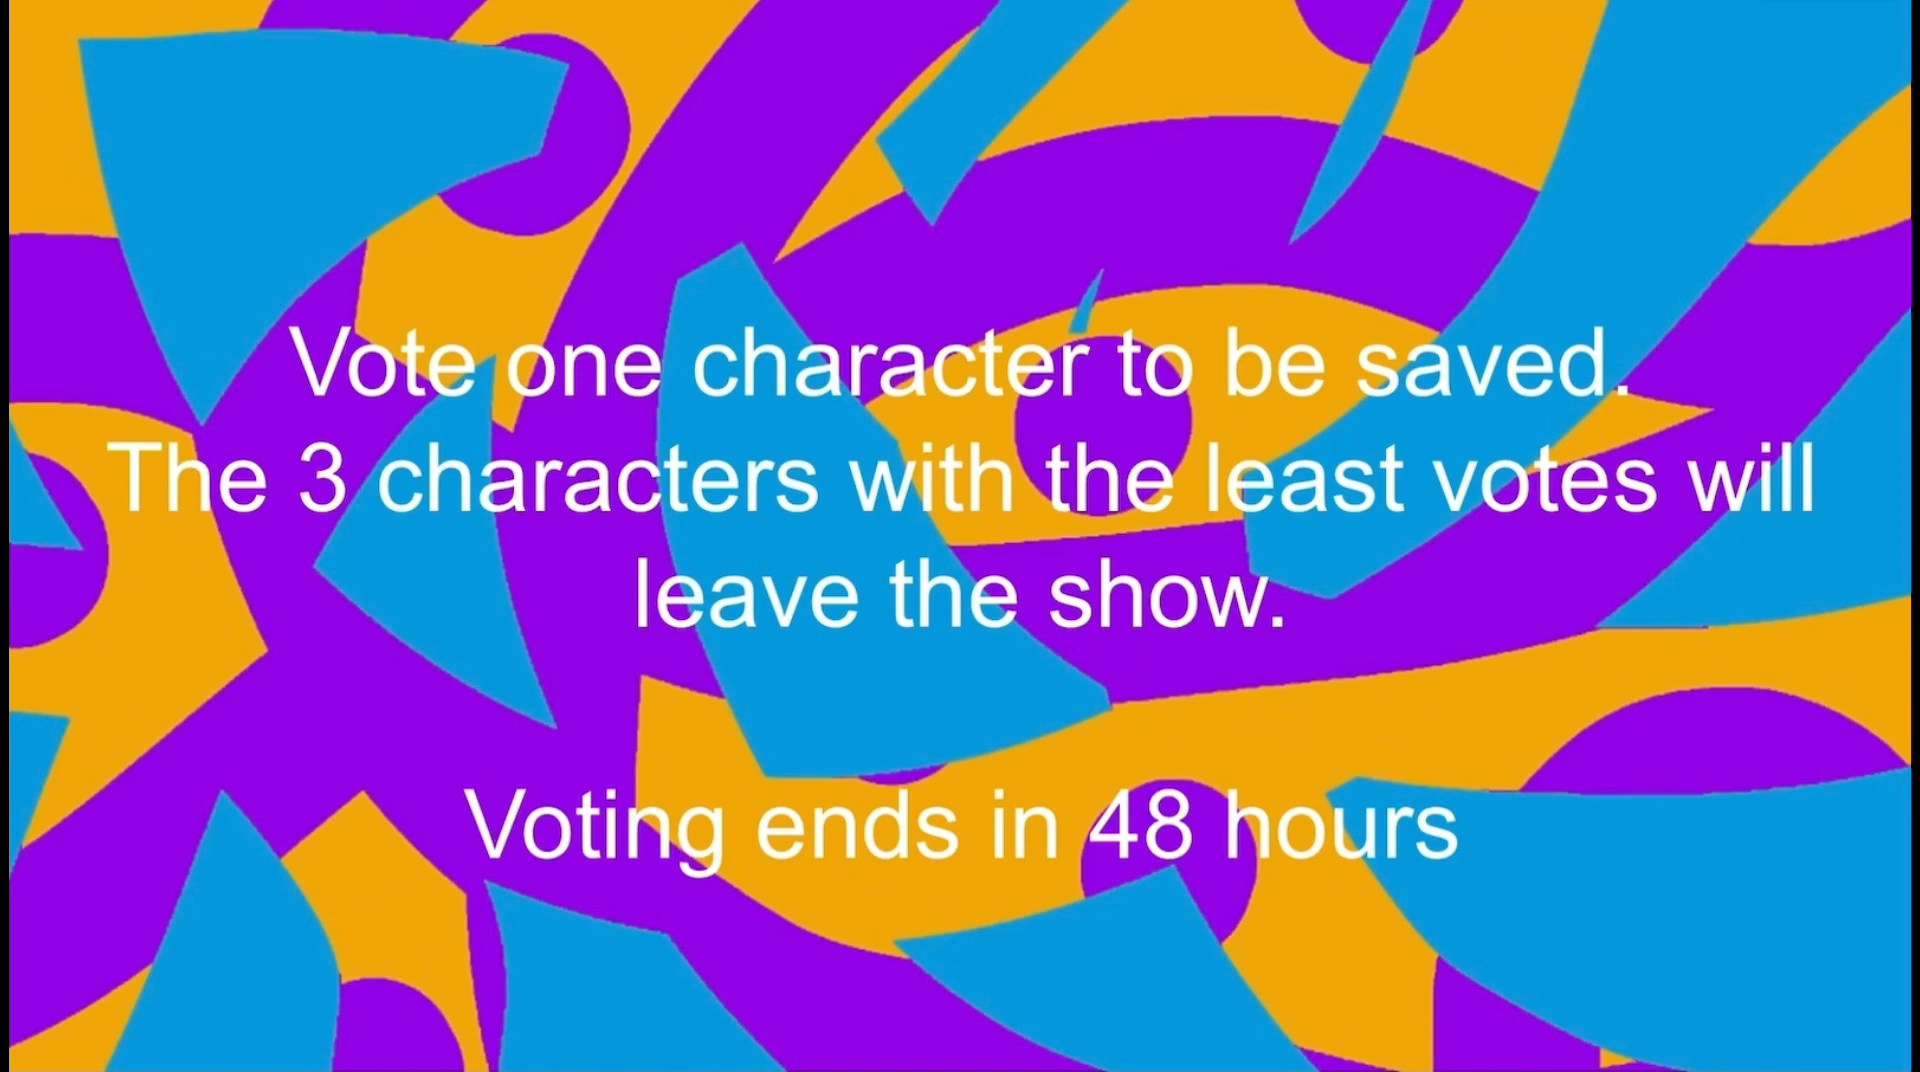 Vote one character to be saved.
The 3 characters with the least votes will
leave the show.
Voting ends in 48 hours